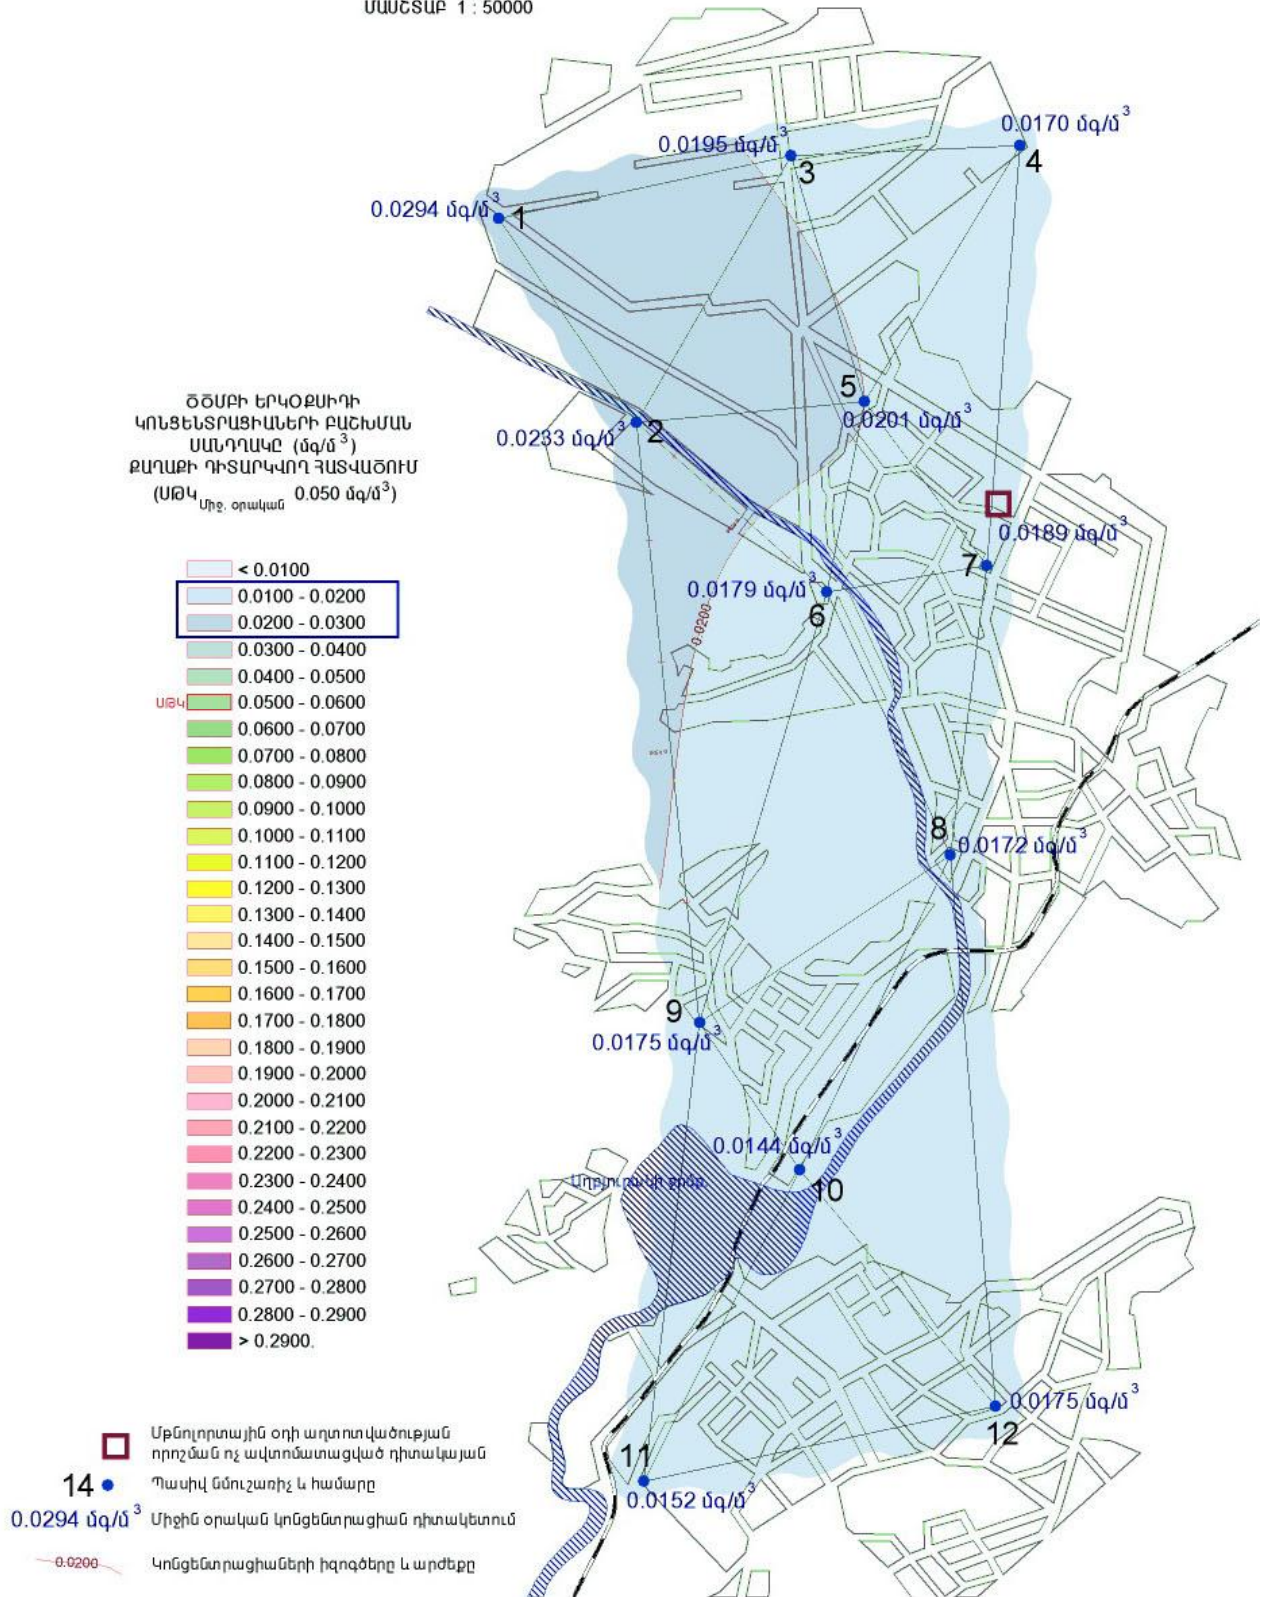 ՄԱՍՇՏԱԲ 1 : 50000
0.0170 մգ/մ³
4
0.0195 մգ/մ³
3
0.0294 մգ/մ³
1
5
0.0201 մգ/մ³
0.0233 մգ/մ³
2
ԾԾՄԲԻ ԵՐԿՕՔՍԻԴԻ
ԿՈՆՑԵՆՏՐԱՑԻԱՆԵՐԻ ԲԱՇԽՄԱՆ
ՍԱՆԴՂԱԿԸ (մգ/մ³)
ՔԱՂԱՔԻ ԴԻՏԱՐԿՎՈՂ ՀԱՏՎԱԾՈՒՄ
(ՍԹԿ Միջ. օրական 0.050 մգ/մ³)
0.0189 մգ/մ³
7
0.0179 մգ/մ³
6
0.0200
< 0.0100
0.0100 - 0.0200
0.0200 - 0.0300
0.0300 - 0.0400
0.0400 - 0.0500
ՍԹԿ 0.0500 - 0.0600
0.0600 - 0.0700
0.0700 - 0.0800
0.0800 - 0.0900
0.0900 - 0.1000
0.1000 - 0.1100
0.1100 - 0.1200
0.1200 - 0.1300
0.1300 - 0.1400
0.1400 - 0.1500
0.1500 - 0.1600
0.1600 - 0.1700
0.1700 - 0.1800
0.1800 - 0.1900
0.1900 - 0.2000
0.2000 - 0.2100
0.2100 - 0.2200
0.2200 - 0.2300
0.2300 - 0.2400
0.2400 - 0.2500
0.2500 - 0.2600
0.2600 - 0.2700
0.2700 - 0.2800
0.2800 - 0.2900
> 0.2900.
8
0.0172 մգ/մ³
9
0.0175 մգ/մ³
0.0144 մգ/մ³
10
0.0175 մգ/մ³
12
11
0.0152 մգ/մ³
Մթնոլորտային օդի աղտոտվածության
որոշման ոչ ավտոմատացված դիտակայան
14 Պասիվ նմուշառիչ և համարը
0.0294 մգ/մ³ Միջին օրական կոնցենտրացիան դիտակետում
0.0200 Կոնցենտրացիաների իզոգծերը և արժեքը